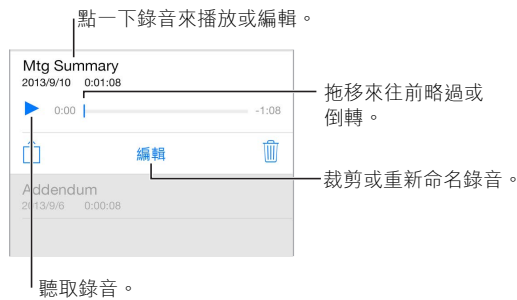 點一下錄音來播放或編輯。
Mtg Summary
2013/9/10 0:01:08
0:00 -1:08
拖移來往前略過或
倒轉。
編輯
裁剪或重新命名錄音。
Addendum
2013/9/6 0:00:08
聽取錄音。